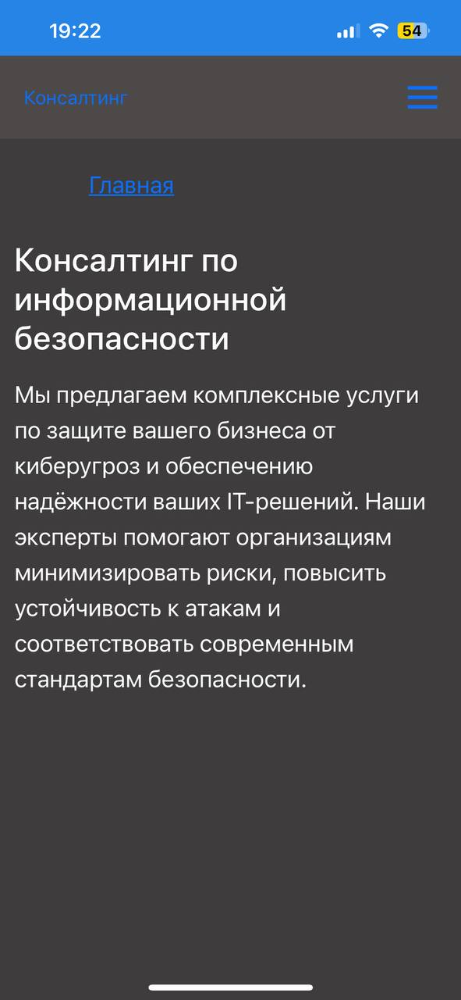 19:22
54
Консалтинг
Главная
Консалтинг по
информационной
безопасности
Мы предлагаем комплексные услуги
по защите вашего бизнеса от
киберугроз и обеспечению
надёжности ваших IT-решений. Наши
эксперты помогают организациям
минимизировать риски, повысить
устойчивость к атакам и
соответствовать современным
стандартам безопасности.